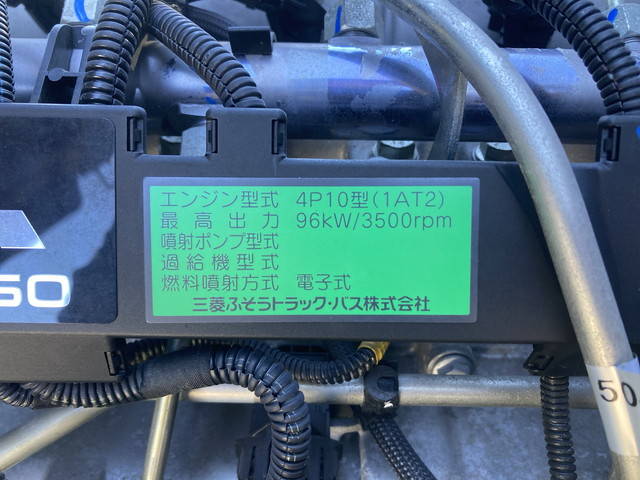 エンジン型式 4P10型(1AT2)
最高出力 96kW/3500rpm
噴射ポンプ型式
過給機型式
燃料噴射方式 電子式
三菱ふそうトラック・バス株式会社
50
50